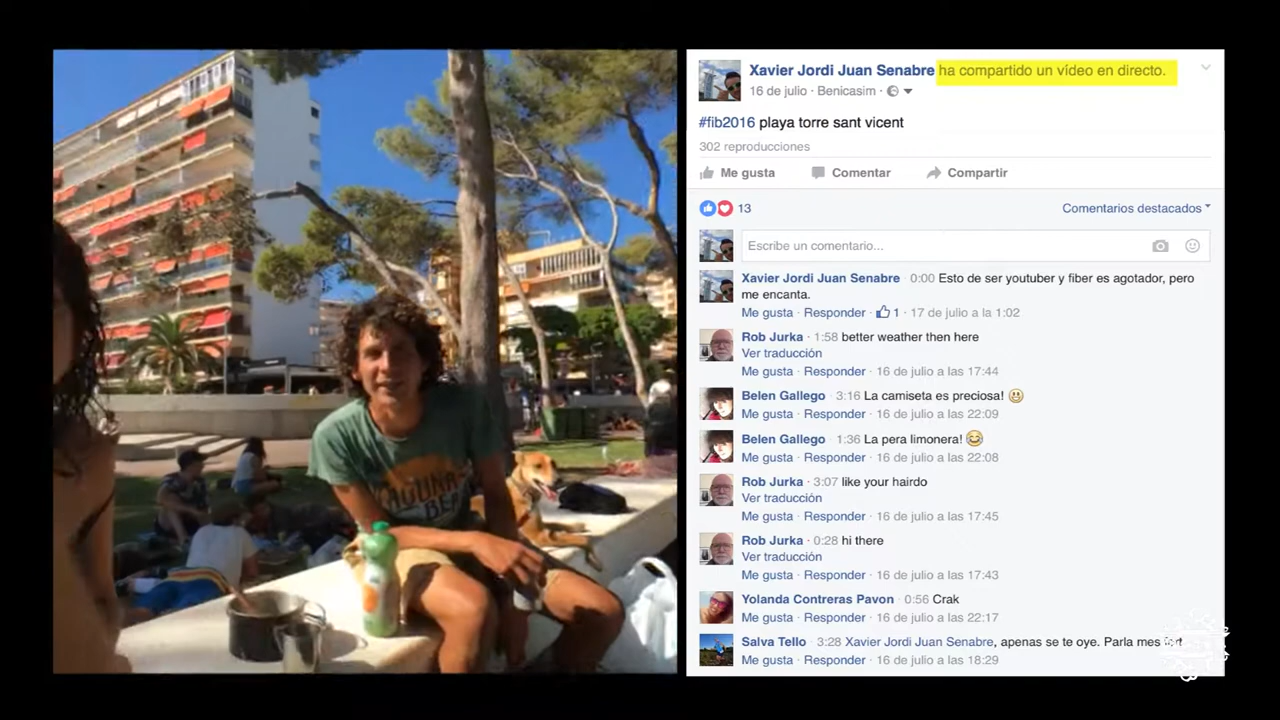 Xavier Jordi Juan Senabre ha compartido un vídeo en directo.
16 de julio · Benicasim ·
#fib2016 playa torre sant vicent
302 reproducciones
Me gusta Comentar Compartir
13 Comentarios destacados
Escribe un comentario...
Xavier Jordi Juan Senabre · 0:00 Esto de ser youtuber y fiber es agotador, pero
me encanta.
Me gusta · Responder · 1 · 17 de julio a la 1:02
Rob Jurka · 1:58 better weather then here
Ver traducción
Me gusta · Responder · 16 de julio a las 17:44
Belen Gallego · 3:16 La camiseta es preciosa! 😃
Me gusta · Responder · 16 de julio a las 22:09
Belen Gallego · 1:36 La pera limonera! 😂
Me gusta · Responder · 16 de julio a las 22:08
Rob Jurka · 3:07 like your hairdo
Ver traducción
Me gusta · Responder · 16 de julio a las 17:45
Rob Jurka · 0:28 hi there
Ver traducción
Me gusta · Responder · 16 de julio a las 17:43
Yolanda Contreras Pavon · 0:56 Crak
Me gusta · Responder · 16 de julio a las 22:17
Salva Tello · 3:28 Xavier Jordi Juan Senabre, apenas se te oye. Parla mes fort
Me gusta · Responder · 16 de julio a las 18:29
LAGUNA
BEA